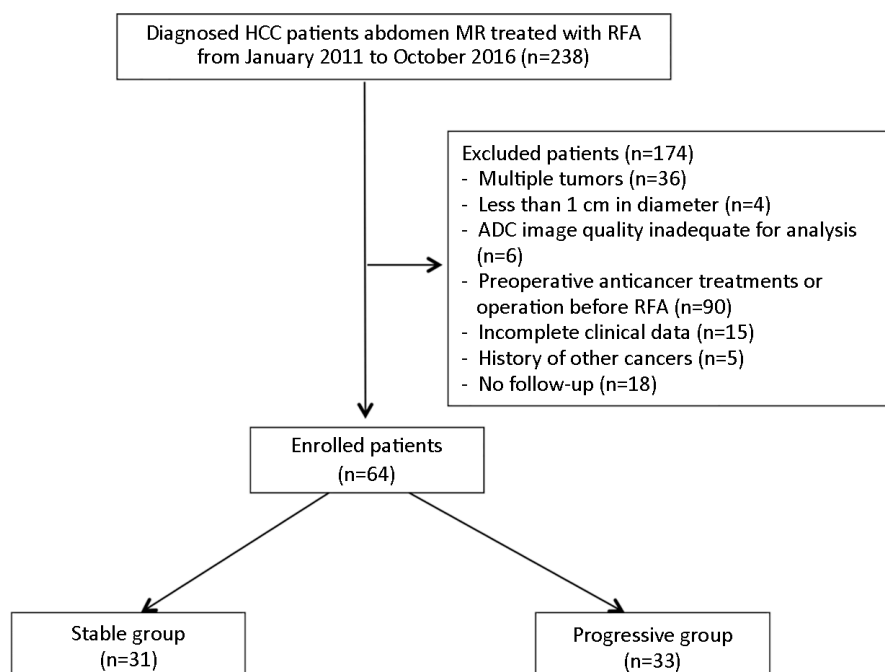 Diagnosed HCC patients abdomen MR treated with RFA
from January 2011 to October 2016 (n=238)
Excluded patients (n=174)
- Multiple tumors (n=36)
- Less than 1 cm in diameter (n=4)
- ADC image quality inadequate for analysis
(n=6)
- Preoperative anticancer treatments or
operation before RFA (n=90)
- Incomplete clinical data (n=15)
- History of other cancers (n=5)
- No follow-up (n=18)
Enrolled patients
(n=64)
Stable group
(n=31)
Progressive group
(n=33)